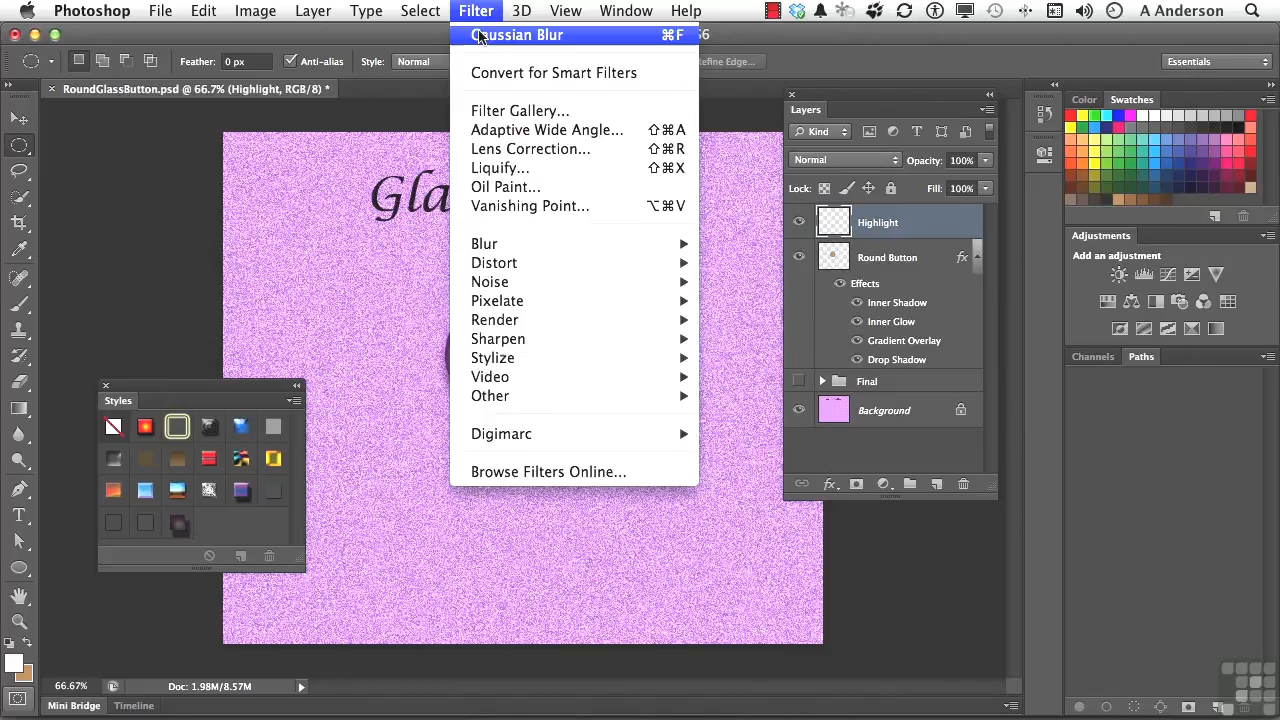 Photoshop File Edit Image Layer Type Select Filter 3D View Window Help A Anderson
Gaussian Blur ⌘F
Feather: 0 px Anti-alias Style: Normal Refine Edge... Essentials
Convert for Smart Filters
RoundGlassButton.psd @ 66.7% (Highlight, RGB/8) *
Filter Gallery...
Adaptive Wide Angle... ⇧⌘A
Lens Correction... ⇧⌘R
Liquify... ⇧⌘X
Oil Paint...
Vanishing Point... ⌥⌘V
Blur
Distort
Noise
Pixelate
Render
Sharpen
Stylize
Video
Other
Digimarc
Browse Filters Online...
Gla
Layers
Kind
Normal Opacity: 100%
Lock: Fill: 100%
Highlight
Round Button fx
Effects
Inner Shadow
Inner Glow
Gradient Overlay
Drop Shadow
Final
Background
fx
Color Swatches
Adjustments
Add an adjustment
Channels Paths
Styles
66.67% Doc: 1.98M/8.57M
Mini Bridge Timeline